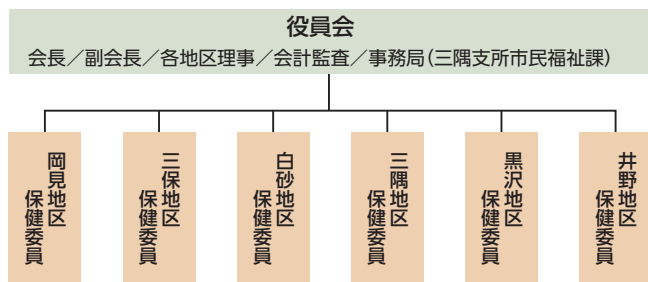 役員会
会長／副会長／各地区理事／会計監査／事務局（三隅支所市民福祉課）
岡見地区
保健委員
三保地区
保健委員
白砂地区
保健委員
三隅地区
保健委員
黒沢地区
保健委員
井野地区
保健委員